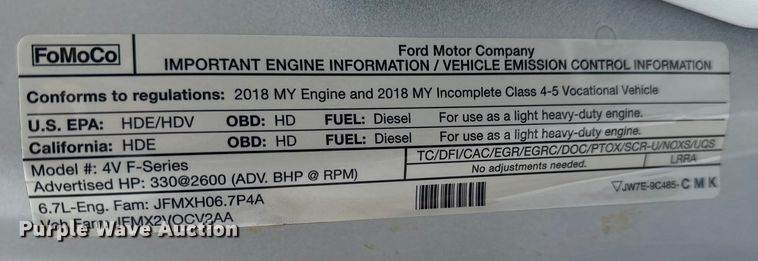 FoMoCo
Ford Motor Company
IMPORTANT ENGINE INFORMATION / VEHICLE EMISSION CONTROL INFORMATION
Conforms to regulations: 2018 MY Engine and 2018 MY Incomplete Class 4-5 Vocational Vehicle
U.S. EPA: HDE/HDV OBD: HD FUEL: Diesel For use as a light heavy-duty engine.
California: HDE OBD: HD FUEL: Diesel For use as a light heavy-duty engine.
Model #: 4V F-Series
Advertised HP: 330@2600 (ADV. BHP @ RPM)
TC/DFI/CAC/EGR/EGRC/DOC/PTOX/SCR-U/NOXS/UQS
No adjustments needed. LRRA
6.7L-Eng. Fam: JFMXH06.7P4A
Veh Fam: JFMX2VOCV2AA
▽JW7E-9C485-C M K
Purple Wave Auction